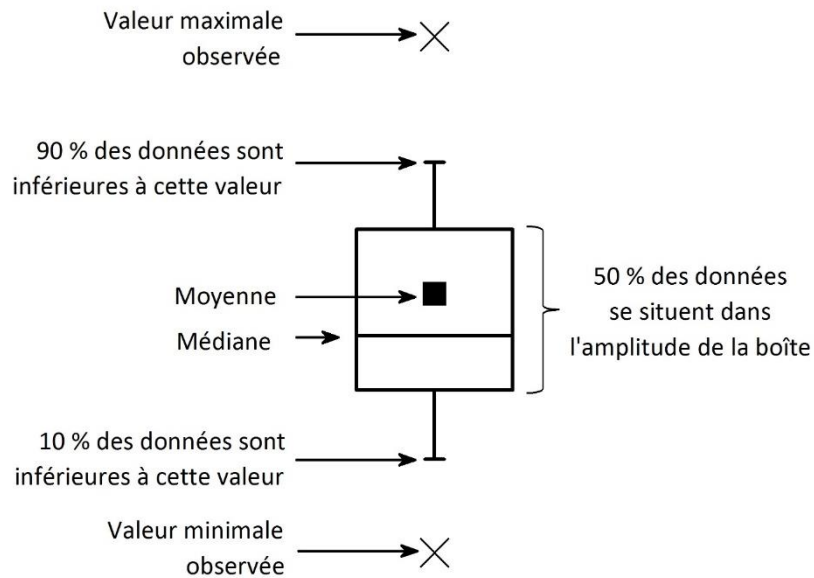 Valeur maximale
observée
90 % des données sont
inférieures à cette valeur
Moyenne
Médiane
50 % des données
se situent dans
l'amplitude de la boîte
10 % des données sont
inférieures à cette valeur
Valeur minimale
observée